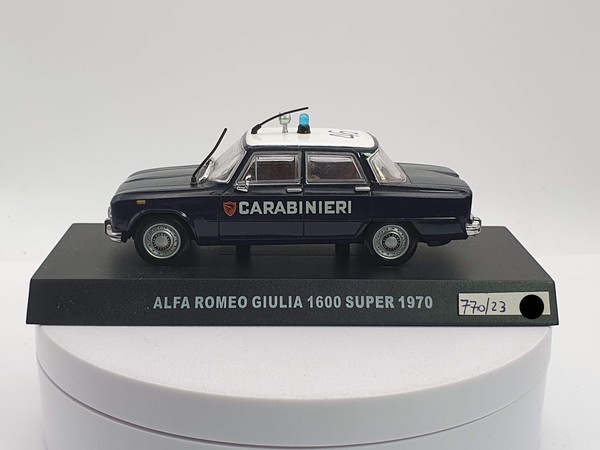 CARABINIERI
ALFA ROMEO GIULIA 1600 SUPER 1970
770/23